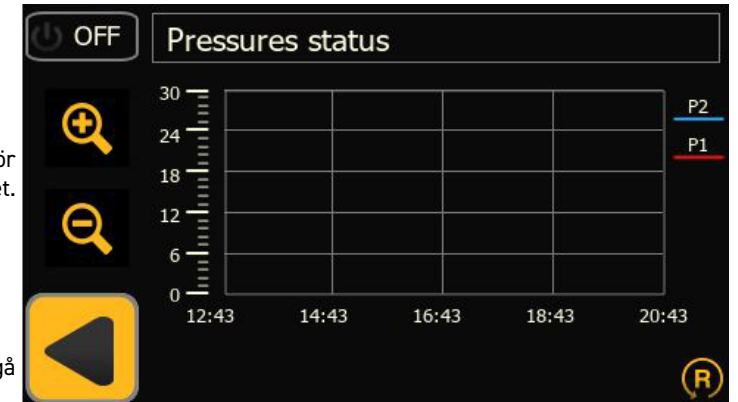 OFF
Pressures status
ör
et.
gå
30
24
18
12
6
0
12:43 14:43 16:43 18:43 20:43
P2
P1
R